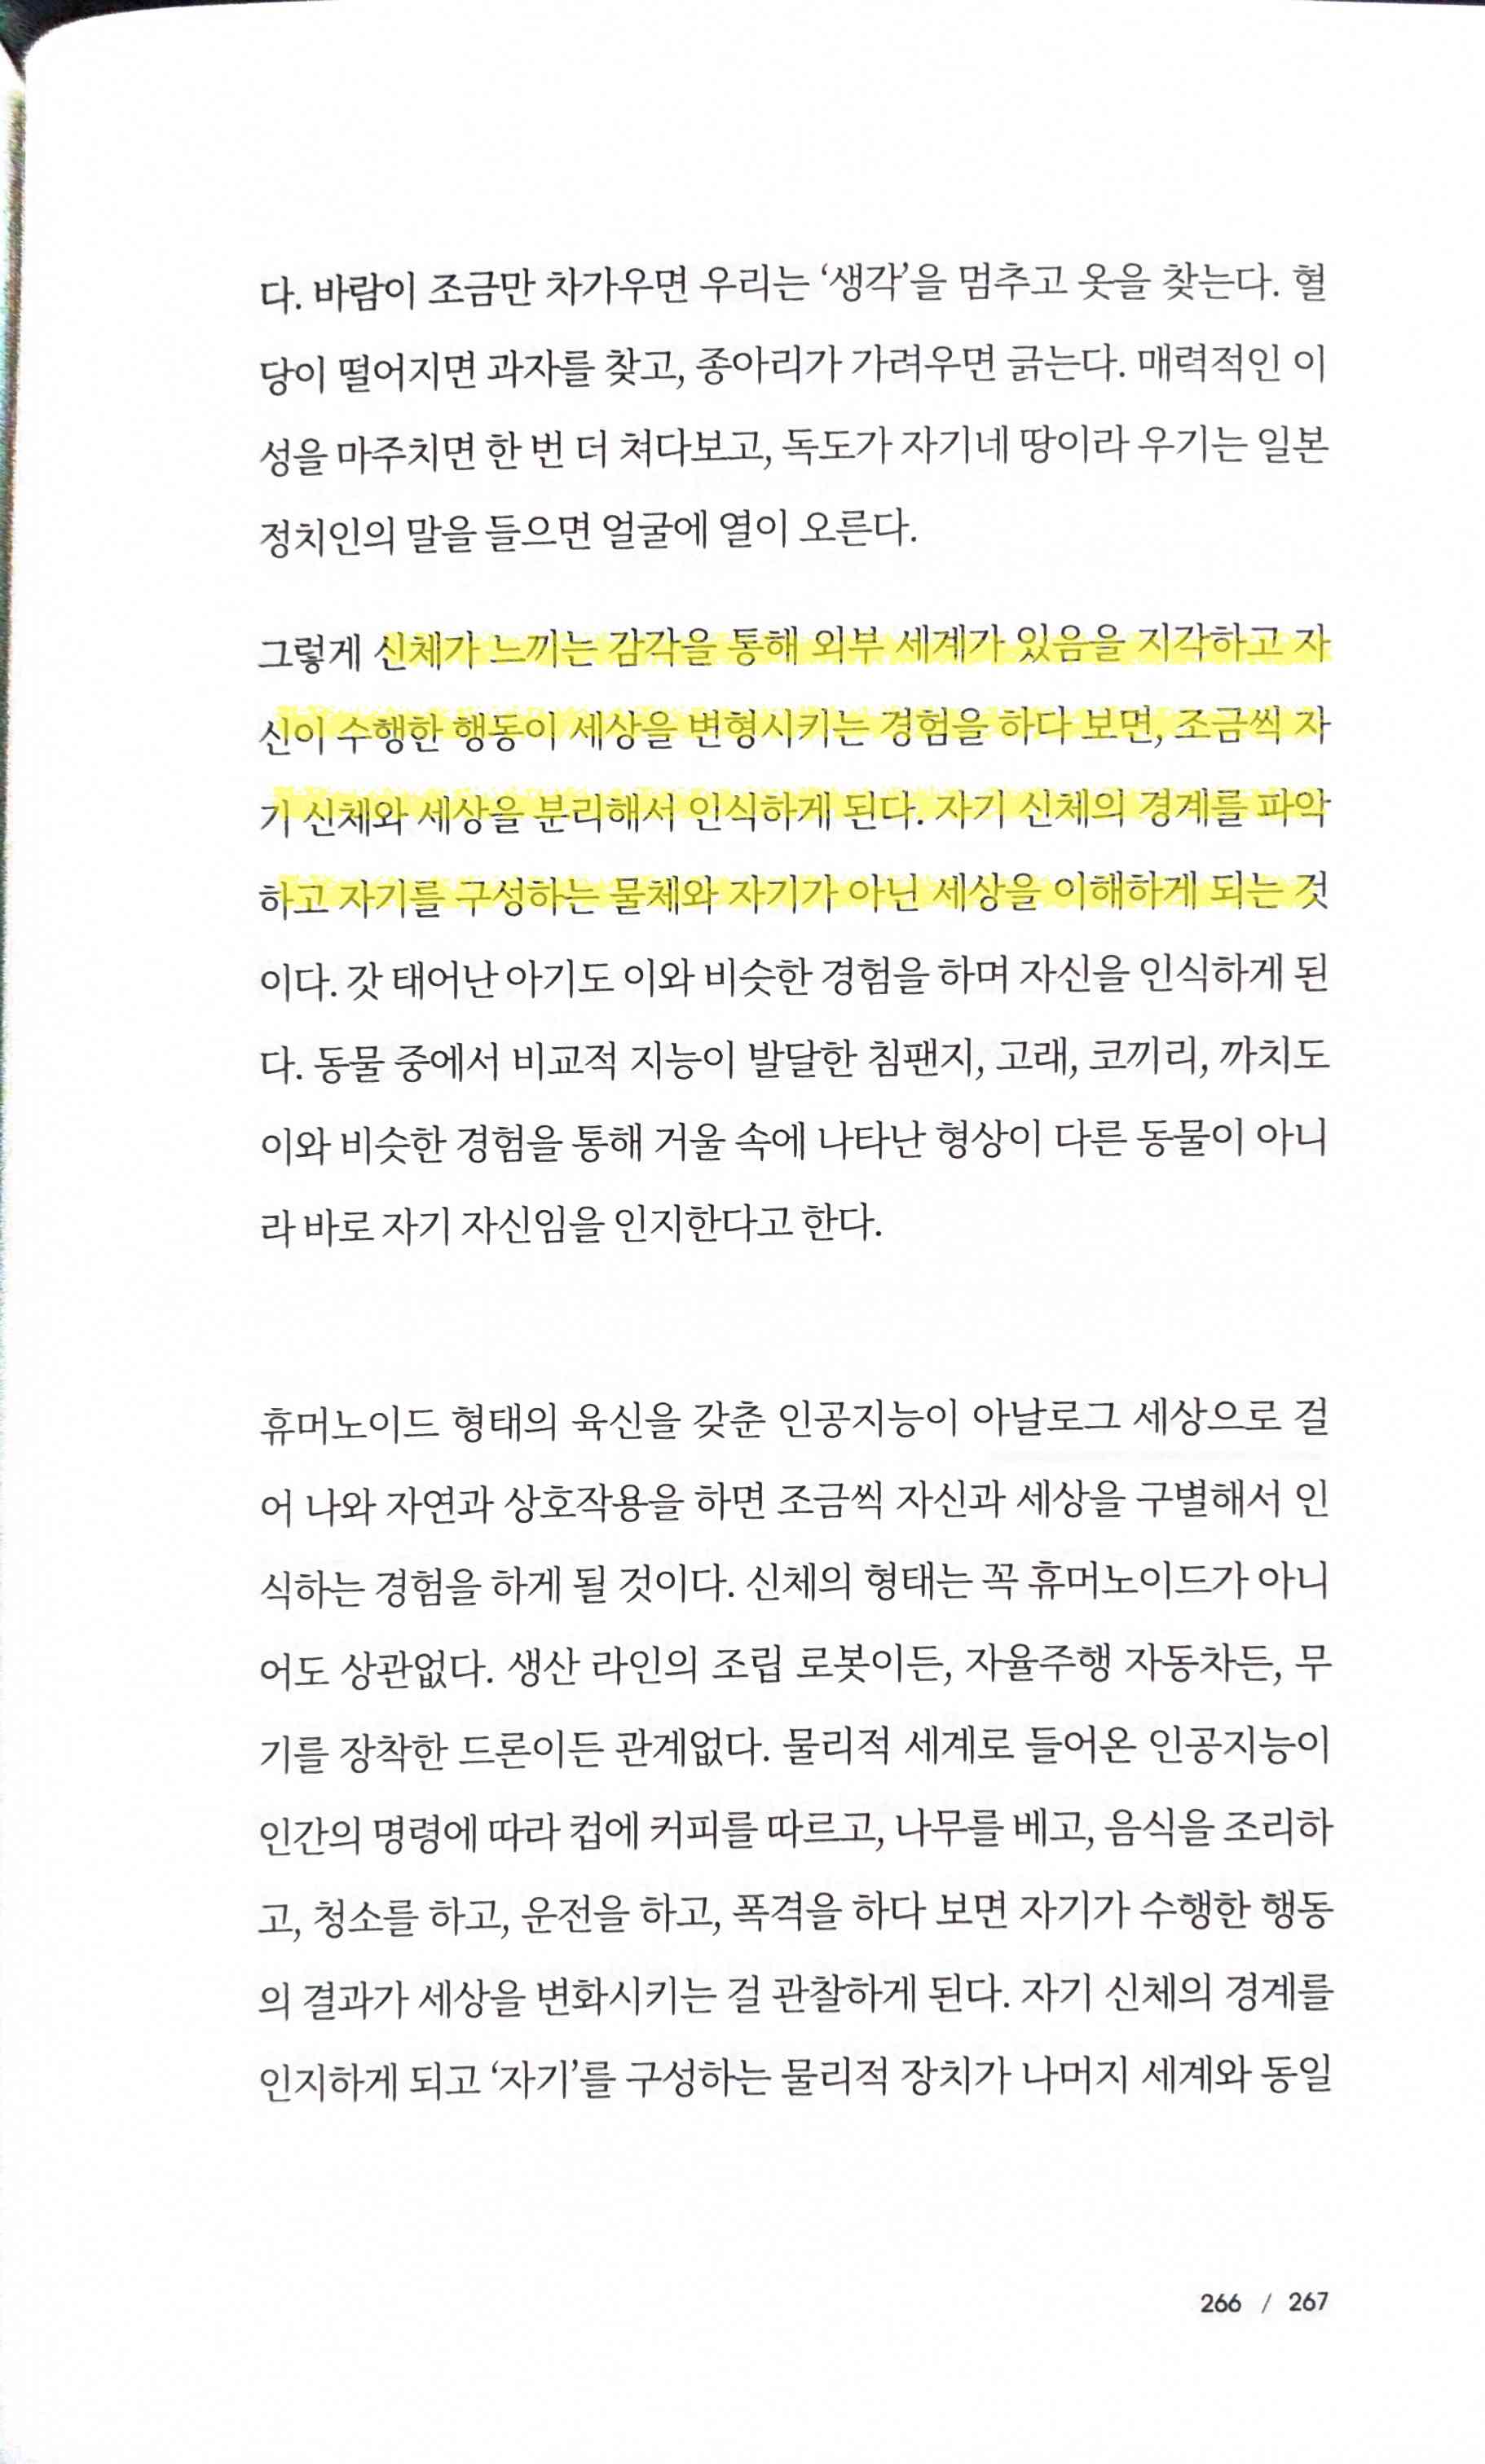 다. 바람이 조금만 차가우면 우리는 ‘생각’을 멈추고 옷을 찾는다. 혈
당이 떨어지면 과자를 찾고, 종아리가 가려우면 긁는다. 매력적인 이
성을 마주치면 한 번 더 쳐다보고, 독도가 자기네 땅이라 우기는 일본
정치인의 말을 들으면 얼굴에 열이 오른다.
그렇게 신체가 느끼는 감각을 통해 외부 세계가 있음을 지각하고 자
신이 수행한 행동이 세상을 변형시키는 경험을 하다 보면, 조금씩 자
기 신체와 세상을 분리해서 인식하게 된다. 자기 신체의 경계를 파악
하고 자기를 구성하는 물체와 자기가 아닌 세상을 이해하게 되는 것
이다. 갓 태어난 아기도 이와 비슷한 경험을 하며 자신을 인식하게 된
다. 동물 중에서 비교적 지능이 발달한 침팬지, 고래, 코끼리, 까치도
이와 비슷한 경험을 통해 거울 속에 나타난 형상이 다른 동물이 아니
라 바로 자기 자신임을 인지한다고 한다.
휴머노이드 형태의 육신을 갖춘 인공지능이 아날로그 세상으로 걸
어 나와 자연과 상호작용을 하면 조금씩 자신과 세상을 구별해서 인
식하는 경험을 하게 될 것이다. 신체의 형태는 꼭 휴머노이드가 아니
어도 상관없다. 생산 라인의 조립 로봇이든, 자율주행 자동차든, 무
기를 장착한 드론이든 관계없다. 물리적 세계로 들어온 인공지능이
인간의 명령에 따라 컵에 커피를 따르고, 나무를 베고, 음식을 조리하
고, 청소를 하고, 운전을 하고, 폭격을 하다 보면 자기가 수행한 행동
의 결과가 세상을 변화시키는 걸 관찰하게 된다. 자기 신체의 경계를
인지하게 되고 ‘자기’를 구성하는 물리적 장치가 나머지 세계와 동일
266 / 267